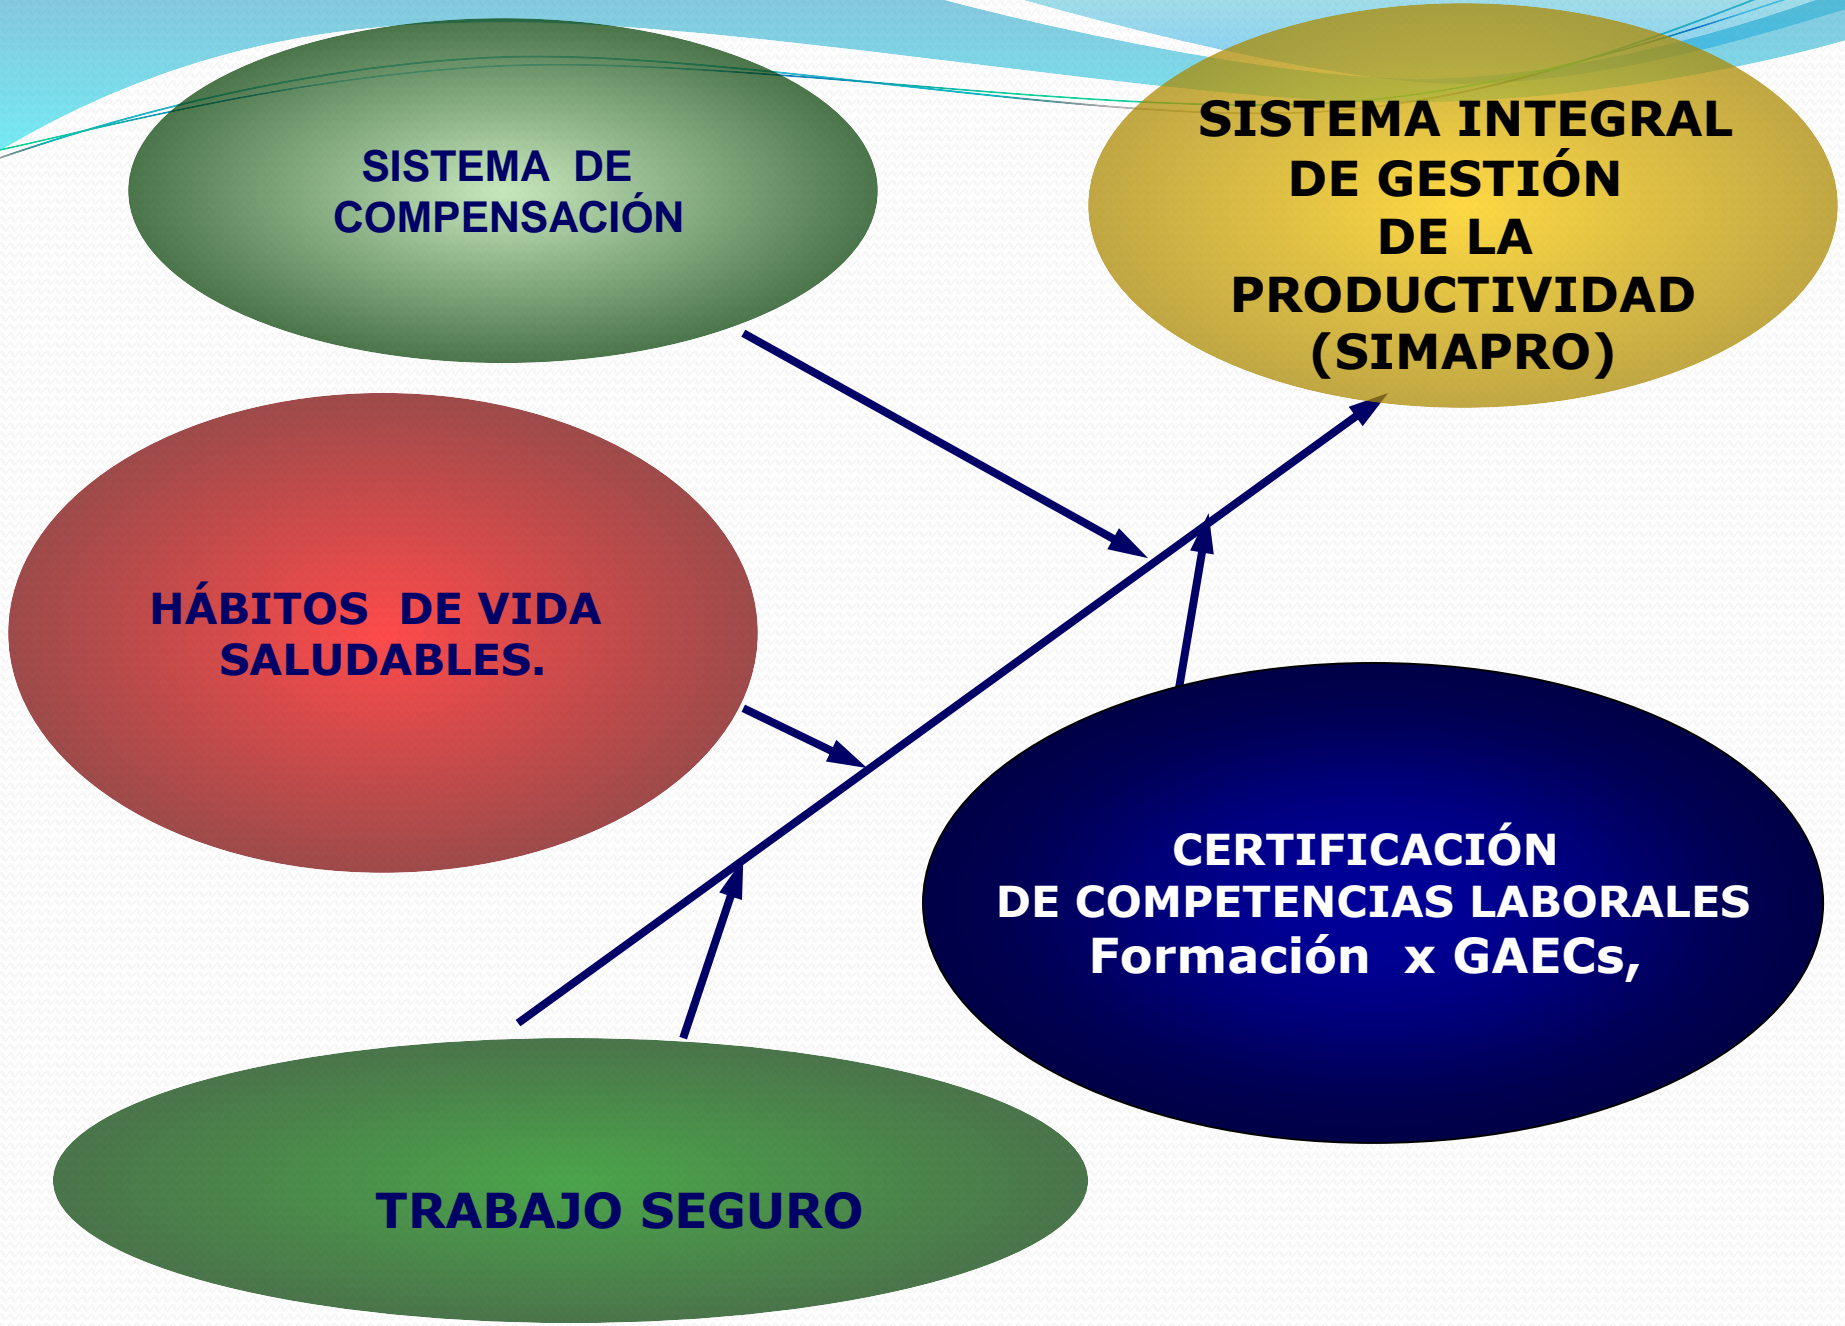 SISTEMA DE
COMPENSACIÓN
SISTEMA INTEGRAL
DE GESTIÓN
DE LA
PRODUCTIVIDAD
(SIMAPRO)
HÁBITOS DE VIDA
SALUDABLES.
CERTIFICACIÓN
DE COMPETENCIAS LABORALES
Formación x GAECs,
TRABAJO SEGURO